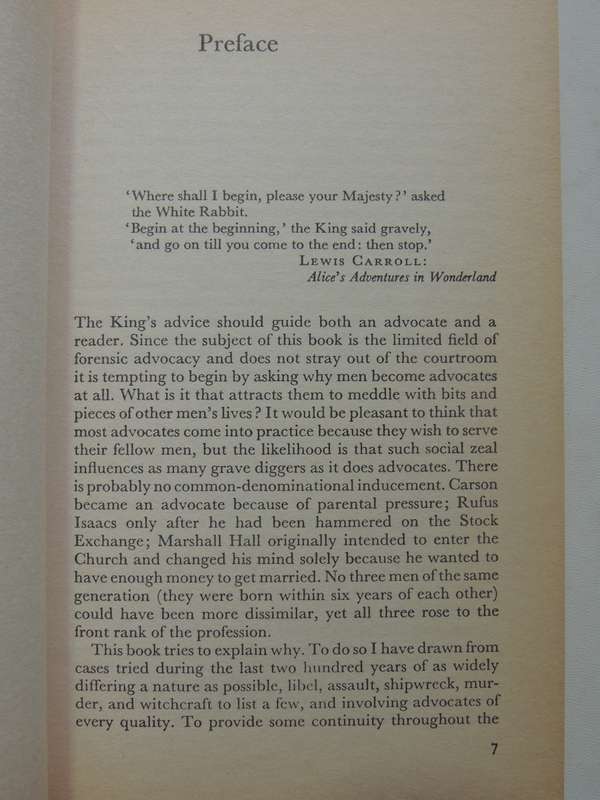 Preface
‘Where shall I begin, please your Majesty?’ asked
the White Rabbit.
‘Begin at the beginning,’ the King said gravely,
‘and go on till you come to the end: then stop.’
LEWIS CARROLL:
Alice’s Adventures in Wonderland
The King’s advice should guide both an advocate and a
reader. Since the subject of this book is the limited field of
forensic advocacy and does not stray out of the courtroom
it is tempting to begin by asking why men become advocates
at all. What is it that attracts them to meddle with bits and
pieces of other men’s lives? It would be pleasant to think that
most advocates come into practice because they wish to serve
their fellow men, but the likelihood is that such social zeal
influences as many grave diggers as it does advocates. There
is probably no common-denominational inducement. Carson
became an advocate because of parental pressure; Rufus
Isaacs only after he had been hammered on the Stock
Exchange; Marshall Hall originally intended to enter the
Church and changed his mind solely because he wanted to
have enough money to get married. No three men of the same
generation (they were born within six years of each other)
could have been more dissimilar, yet all three rose to the
front rank of the profession.
This book tries to explain why. To do so I have drawn from
cases tried during the last two hundred years of as widely
differing a nature as possible, libel, assault, shipwreck, mur-
der, and witchcraft to list a few, and involving advocates of
every quality. To provide some continuity throughout the
7